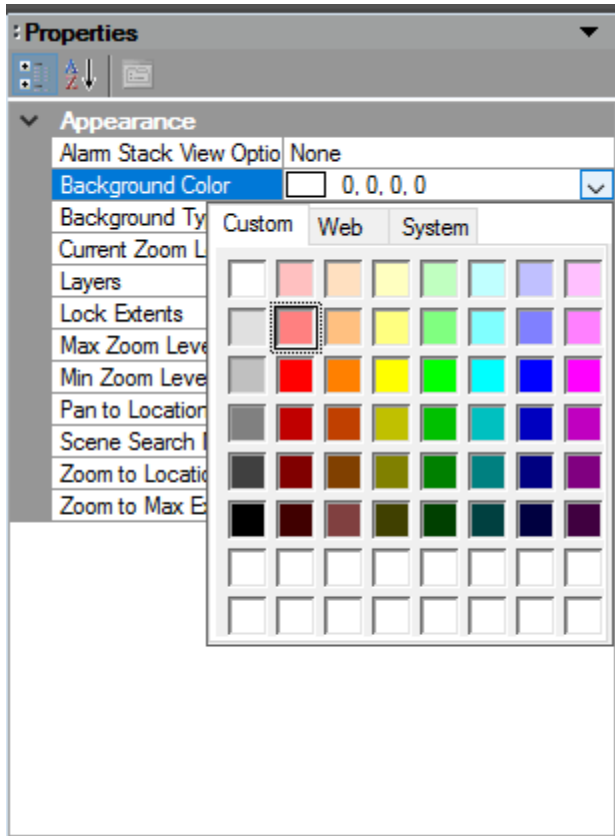 Properties
Appearance
Alarm Stack View Optio None
Background Color 0, 0, 0, 0
Background Ty
Custom Web System
Current Zoom L
Layers
Lock Extents
Max Zoom Leve
Min Zoom Leve
Pan to Location
Scene Search
Zoom to Locatio
Zoom to Max E